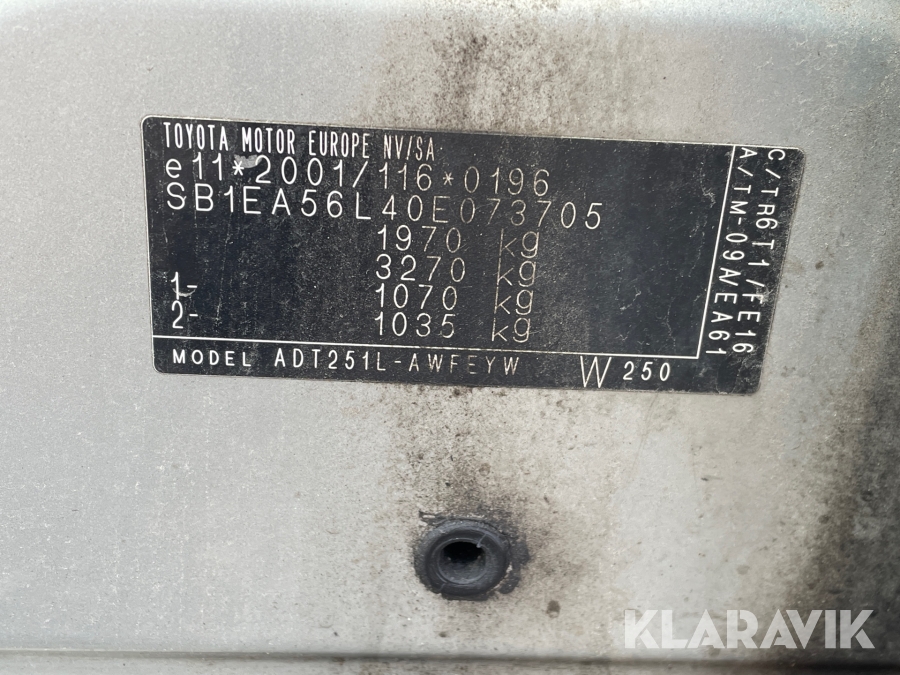 TOYOTA MOTOR EUROPE NV/SA
e11*2001/116*0196
SB1EA56L40E073705
1970 kg
3270 kg
1- 1070 kg
2- 1035 kg
MODEL ADT251L-AWFEYW W 250
C/TR6T1/FE16
A/TM-09A/EA61
KLARAVIK